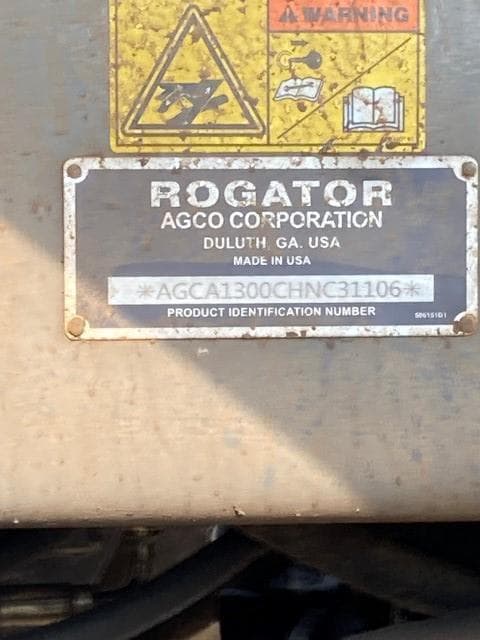 WARNING
ROGATOR
AGCO CORPORATION
DULUTH, GA. USA
MADE IN USA
*AGCA1300CHNC31106*
PRODUCT IDENTIFICATION NUMBER